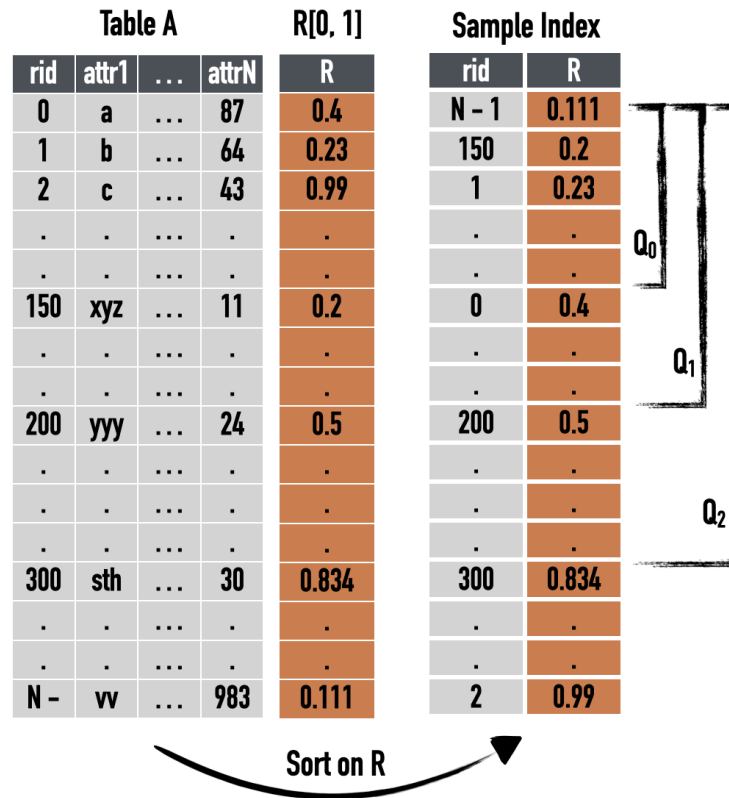 Table A R[0, 1] Sample Index
rid attr1 ... attrN R rid R
0 a ... 87 0.4 N – 1 0.111
1 b ... 64 0.23 150 0.2
2 c ... 43 0.99 1 0.23
. . ... . . . .
Q0
. . ... . . . .
150 xyz ... 11 0.2 0 0.4
. . ... . . . .
Q1
. . ... . . . .
200 yyy ... 24 0.5 200 0.5
. . ... . . . .
. . ... . . . .
Q2
. . ... . . . .
300 sth ... 30 0.834 300 0.834
. . ... . . . .
. . ... . . . .
N – vv ... 983 0.111 2 0.99
Sort on R